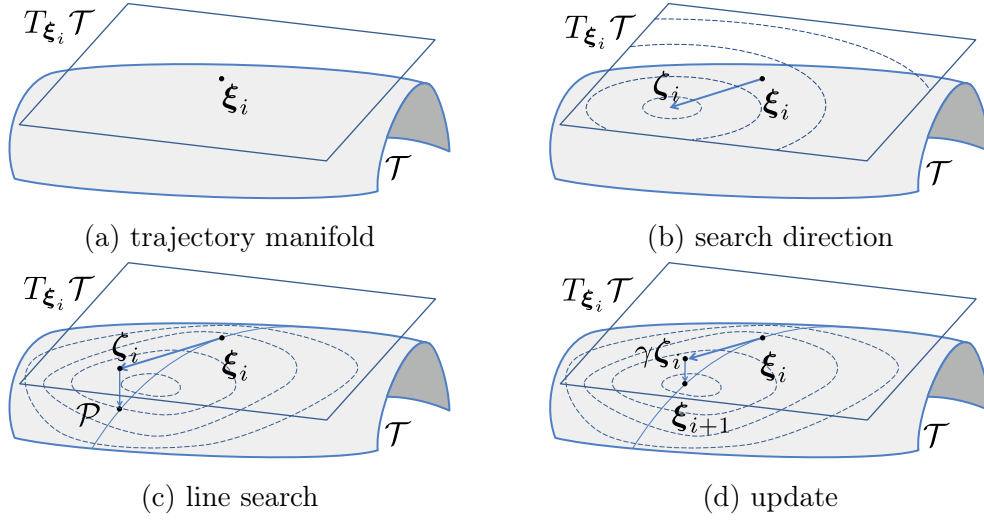 T_{ξ_i}𝒯
ξ_i
𝒯
(a) trajectory manifold
T_{ξ_i}𝒯
ζ_i
ξ_i
𝒯
(b) search direction
T_{ξ_i}𝒯
ζ_i
ξ_i
𝒫
𝒯
(c) line search
T_{ξ_i}𝒯
γζ_i
ξ_i
ξ_{i+1}
𝒯
(d) update